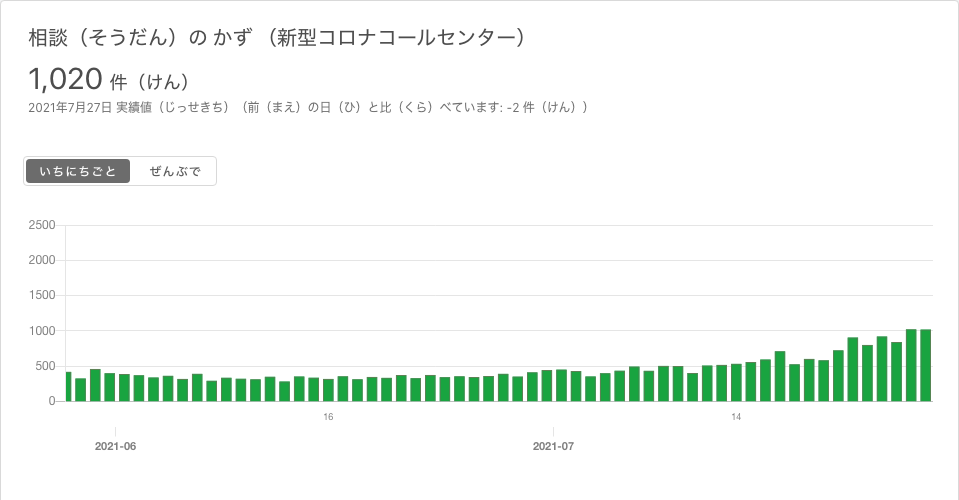 相談（そうだん）の かず （新型コロナコールセンター）
1,020 件（けん）
2021年7月27日 実績値（じっせきち）（前（まえ）の日（ひ）と比（くら）べています: -2 件（けん））
いちにちごと ぜんぶで
2500
2000
1500
1000
500
0
16 14
2021-06 2021-07